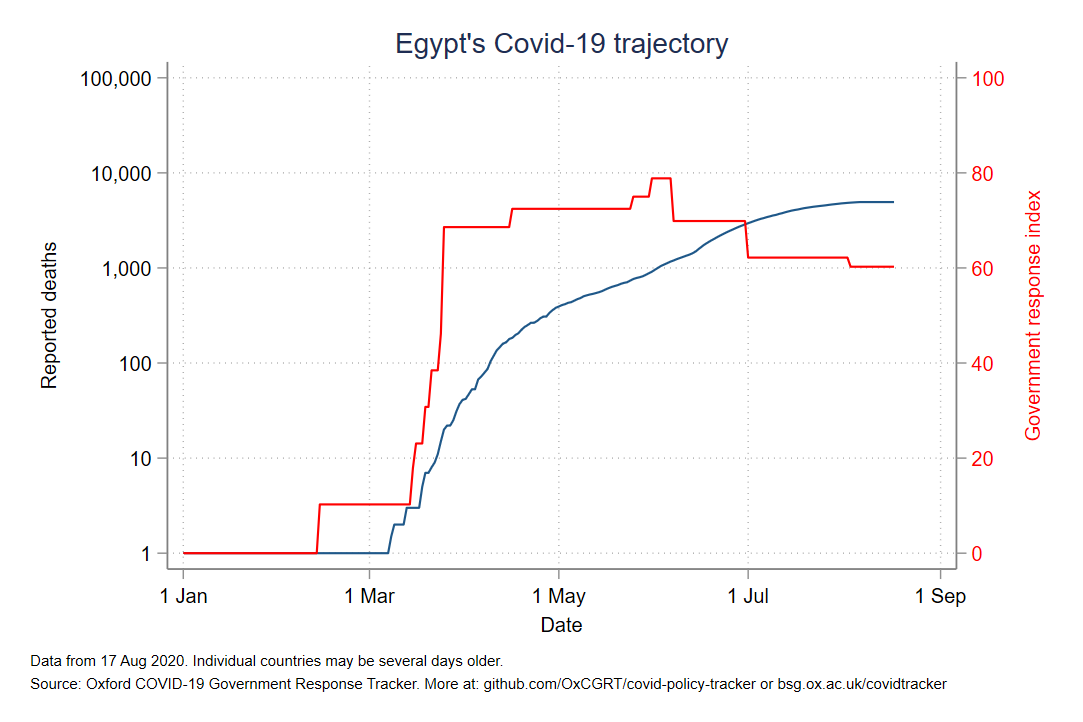 Egypt's Covid-19 trajectory
100,000
10,000
1,000
100
10
1
Reported deaths
100
80
60
40
20
0
Government response index
1 Jan
1 Mar
1 May
1 Jul
1 Sep
Date
Data from 17 Aug 2020. Individual countries may be several days older.
Source: Oxford COVID-19 Government Response Tracker. More at: github.com/OxCGRT/covid-policy-tracker or bsg.ox.ac.uk/covidtracker